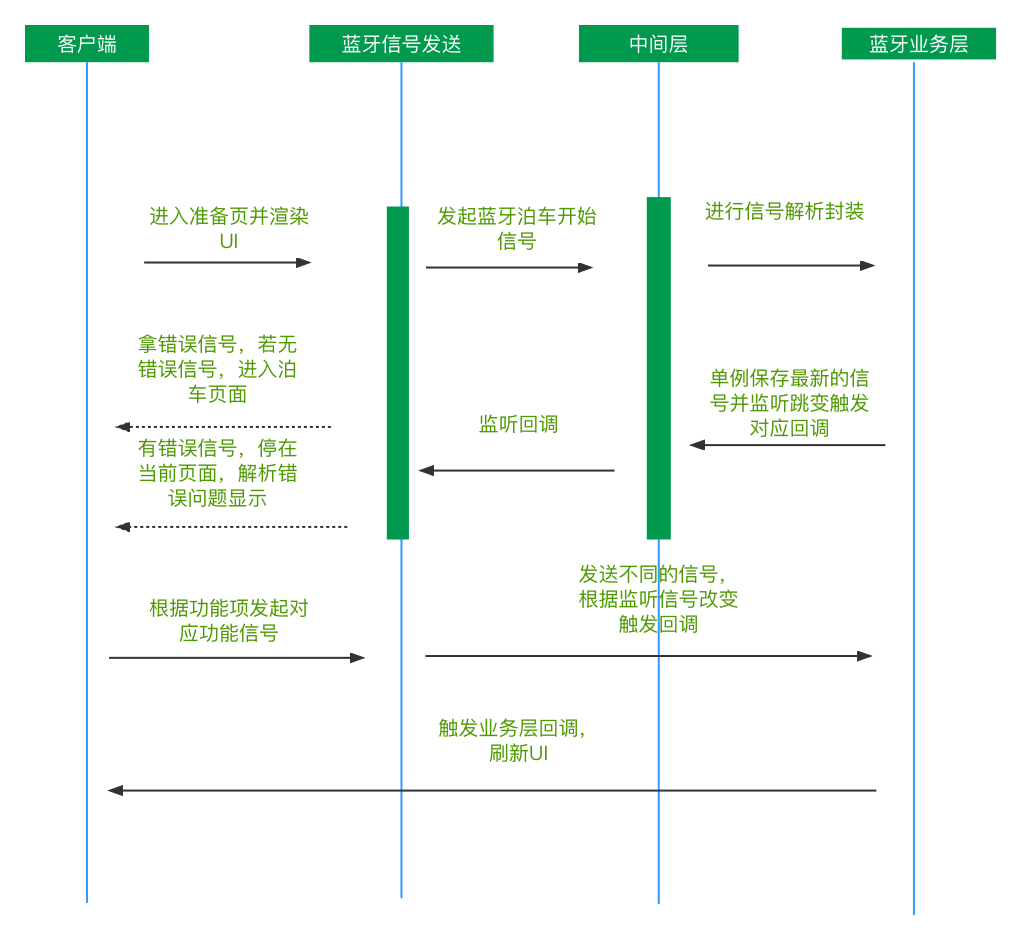 客户端
蓝牙信号发送
中间层
蓝牙业务层
进入准备页并渲染
UI
发起蓝牙泊车开始
信号
进行信号解析封装
拿错误信号，若无
错误信号，进入泊
车页面
单例保存最新的信
号并监听跳变触发
对应回调
监听回调
有错误信号，停在
当前页面，解析错
误问题显示
发送不同的信号，
根据监听信号改变
触发回调
根据功能项发起对
应功能信号
触发业务层回调，
刷新UI